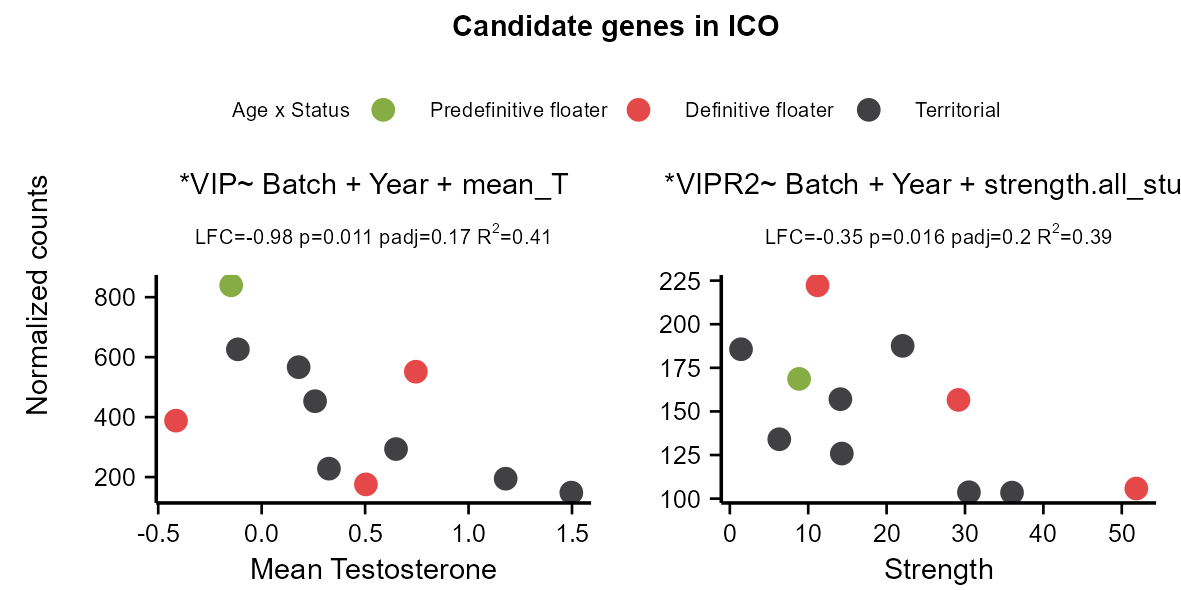 Candidate genes in ICO
Age x Status Predefinitive floater Definitive floater Territorial
Normalized counts
*VIP~ Batch + Year + mean_T
LFC=-0.98 p=0.011 padj=0.17 R²=0.41
800
600
400
200
-0.5 0.0 0.5 1.0 1.5
Mean Testosterone
*VIPR2~ Batch + Year + strength.all_stu
LFC=-0.35 p=0.016 padj=0.2 R²=0.39
225
200
175
150
125
100
0 10 20 30 40 50
Strength